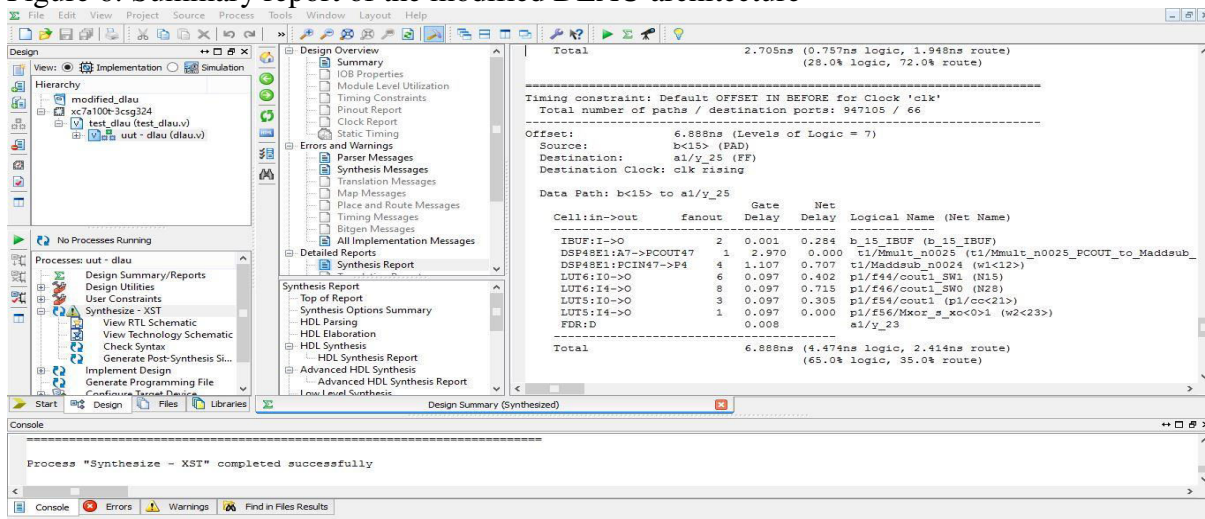 Figure 6: Summary report of the modified DLAU architecture
File Edit View Project Source Process Tools Window Layout Help
Design
View: Implementation Simulation
Hierarchy
modified_dlau
xc7a100t-3csg324
test_dlau (test_dlau.v)
uut - dlau (dlau.v)
No Processes Running
Processes: uut - dlau
Design Summary/Reports
Design Utilities
User Constraints
Synthesize - XST
View RTL Schematic
View Technology Schematic
Check Syntax
Generate Post-Synthesis Si...
Implement Design
Generate Programming File
Configure Target Device
Start Design Files Libraries
Design Overview
Summary
IOB Properties
Module Level Utilization
Timing Constraints
Pinout Report
Clock Report
Static Timing
Errors and Warnings
Parser Messages
Synthesis Messages
Translation Messages
Map Messages
Place and Route Messages
Timing Messages
Bitgen Messages
All Implementation Messages
Detailed Reports
Synthesis Report
Synthesis Report
Top of Report
Synthesis Options Summary
HDL Parsing
HDL Elaboration
HDL Synthesis
HDL Synthesis Report
Advanced HDL Synthesis
Advanced HDL Synthesis Report
Low Level Synthesis
Total 2.705ns (0.757ns logic, 1.948ns route)
(28.0% logic, 72.0% route)
=========================================================================
Timing constraint: Default OFFSET IN BEFORE for Clock 'clk'
Total number of paths / destination ports: 947105 / 66
-------------------------------------------------------------------------
Offset: 6.888ns (Levels of Logic = 7)
Source: b<15> (PAD)
Destination: a1/y_25 (FF)
Destination Clock: clk rising
Data Path: b<15> to a1/y_25
Gate Net
Cell:in->out fanout Delay Delay Logical Name (Net Name)
---------------------------------------- ------------
IBUF:I->O 2 0.001 0.284 b_15_IBUF (b_15_IBUF)
DSP48E1:A7->PCOUT47 1 2.970 0.000 t1/Mmult_n0025 (t1/Mmult_n0025_PCOUT_to_Maddsub_
DSP48E1:PCIN47->P4 4 1.107 0.707 t1/Maddsub_n0024 (w1<12>)
LUT6:I0->O 6 0.097 0.402 p1/f44/cout1_SW1 (N15)
LUT6:I4->O 8 0.097 0.715 p1/f46/cout1_SW0 (N28)
LUT5:I0->O 3 0.097 0.305 p1/f54/cout1 (p1/cc<21>)
LUT5:I4->O 1 0.097 0.000 p1/f56/Mxor_s_xo<0>1 (w2<23>)
FDR:D 0.008 a1/y_23
----------------------------------------
Total 6.888ns (4.474ns logic, 2.414ns route)
(65.0% logic, 35.0% route)
Design Summary (Synthesized)
Console
=========================================================================
Process "Synthesize - XST" completed successfully
Console Errors Warnings Find in Files Results